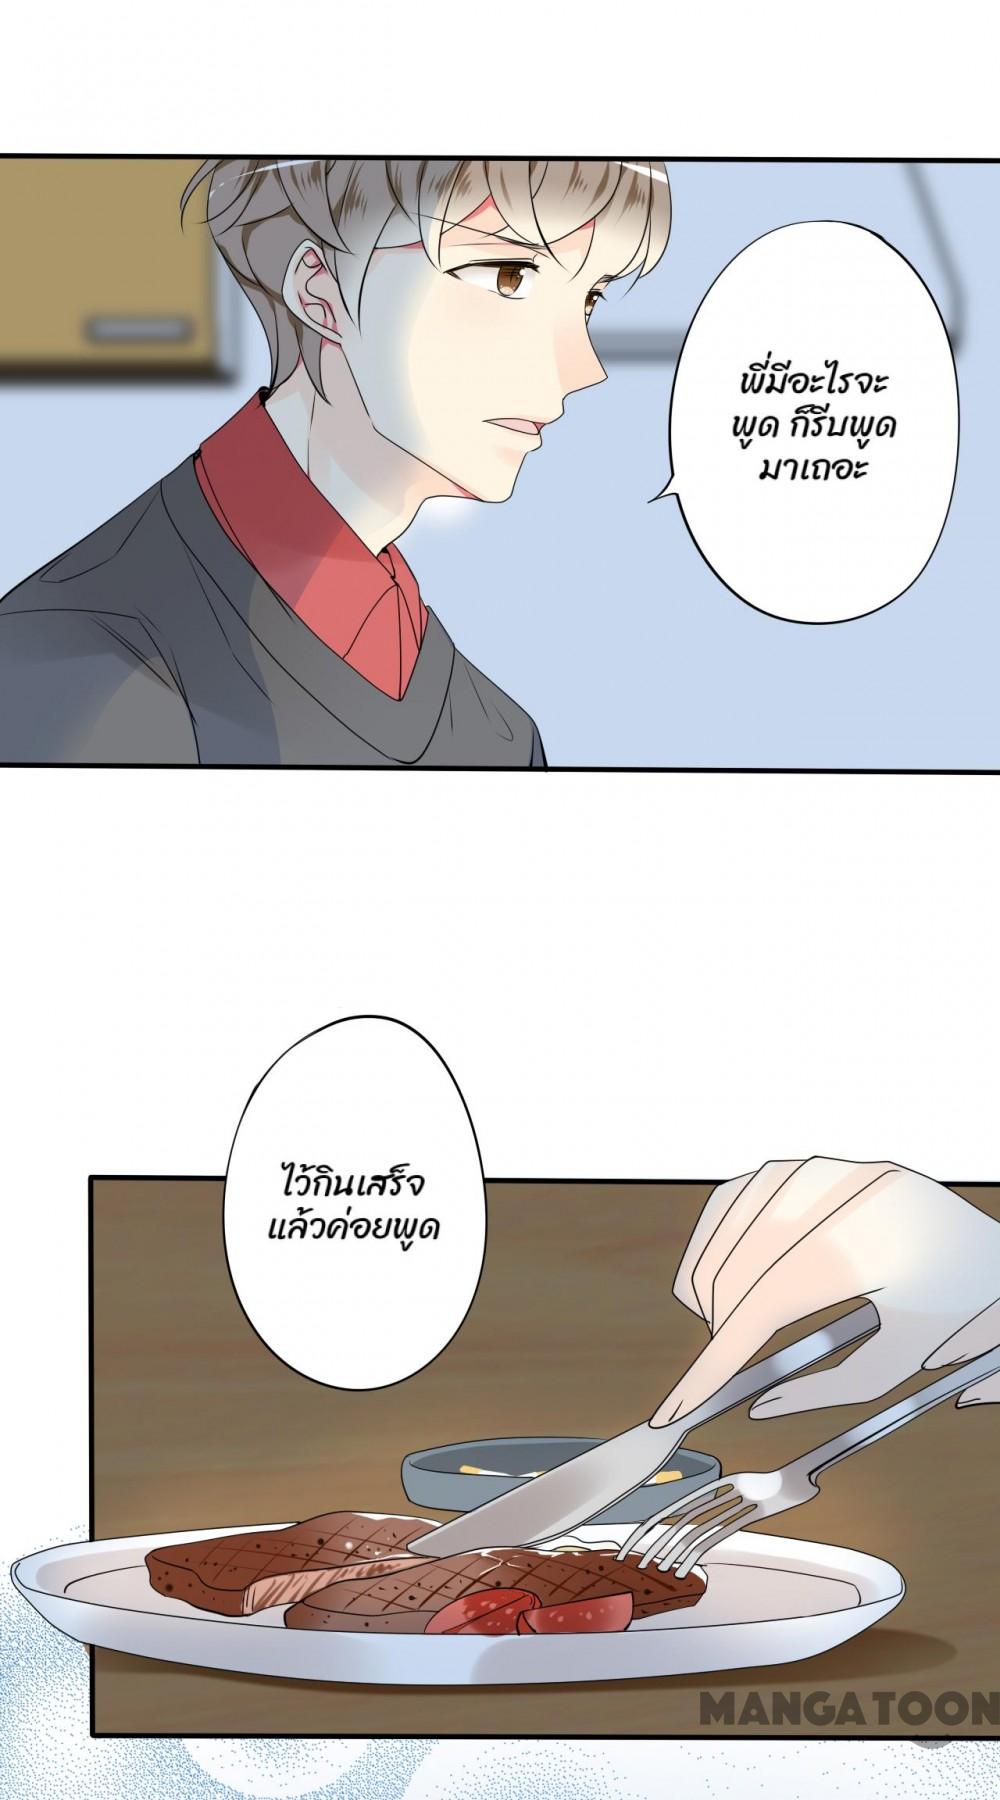 พี่มีอะไรจะ
พูด ก็รีบพูด
มาเถอะ
ไว้กินเสร็จ
แล้วค่อยพูด
MANGATOON